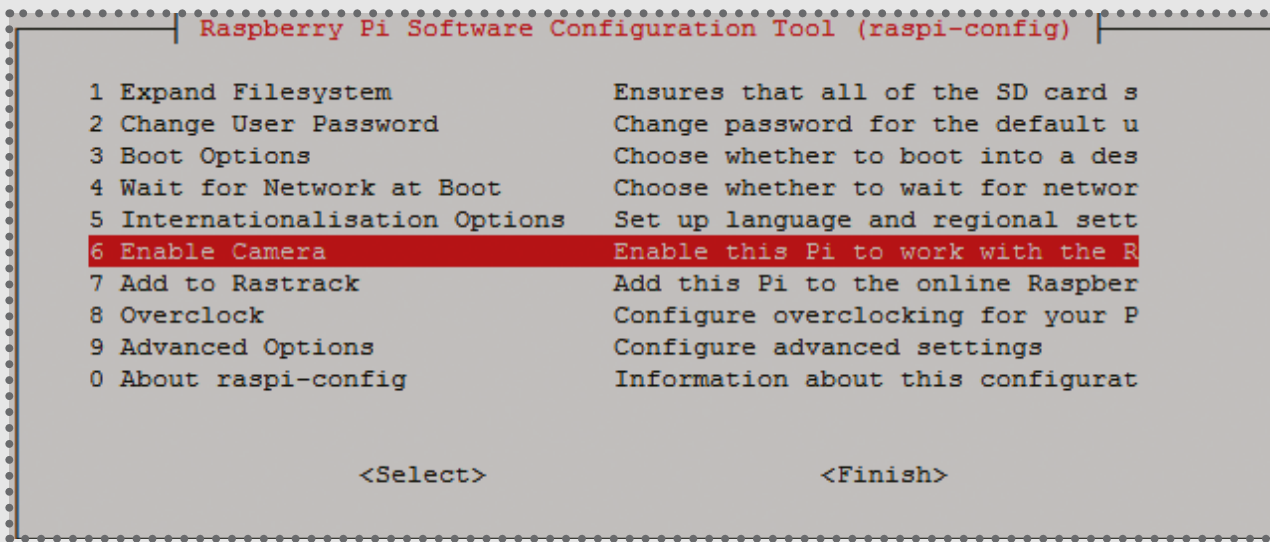 Raspberry Pi Software Configuration Tool (raspi-config)
1 Expand Filesystem Ensures that all of the SD card s
2 Change User Password Change password for the default u
3 Boot Options Choose whether to boot into a des
4 Wait for Network at Boot Choose whether to wait for networ
5 Internationalisation Options Set up language and regional sett
6 Enable Camera Enable this Pi to work with the R
7 Add to Rastrack Add this Pi to the online Raspber
8 Overclock Configure overclocking for your P
9 Advanced Options Configure advanced settings
0 About raspi-config Information about this configurat
<Select> <Finish>